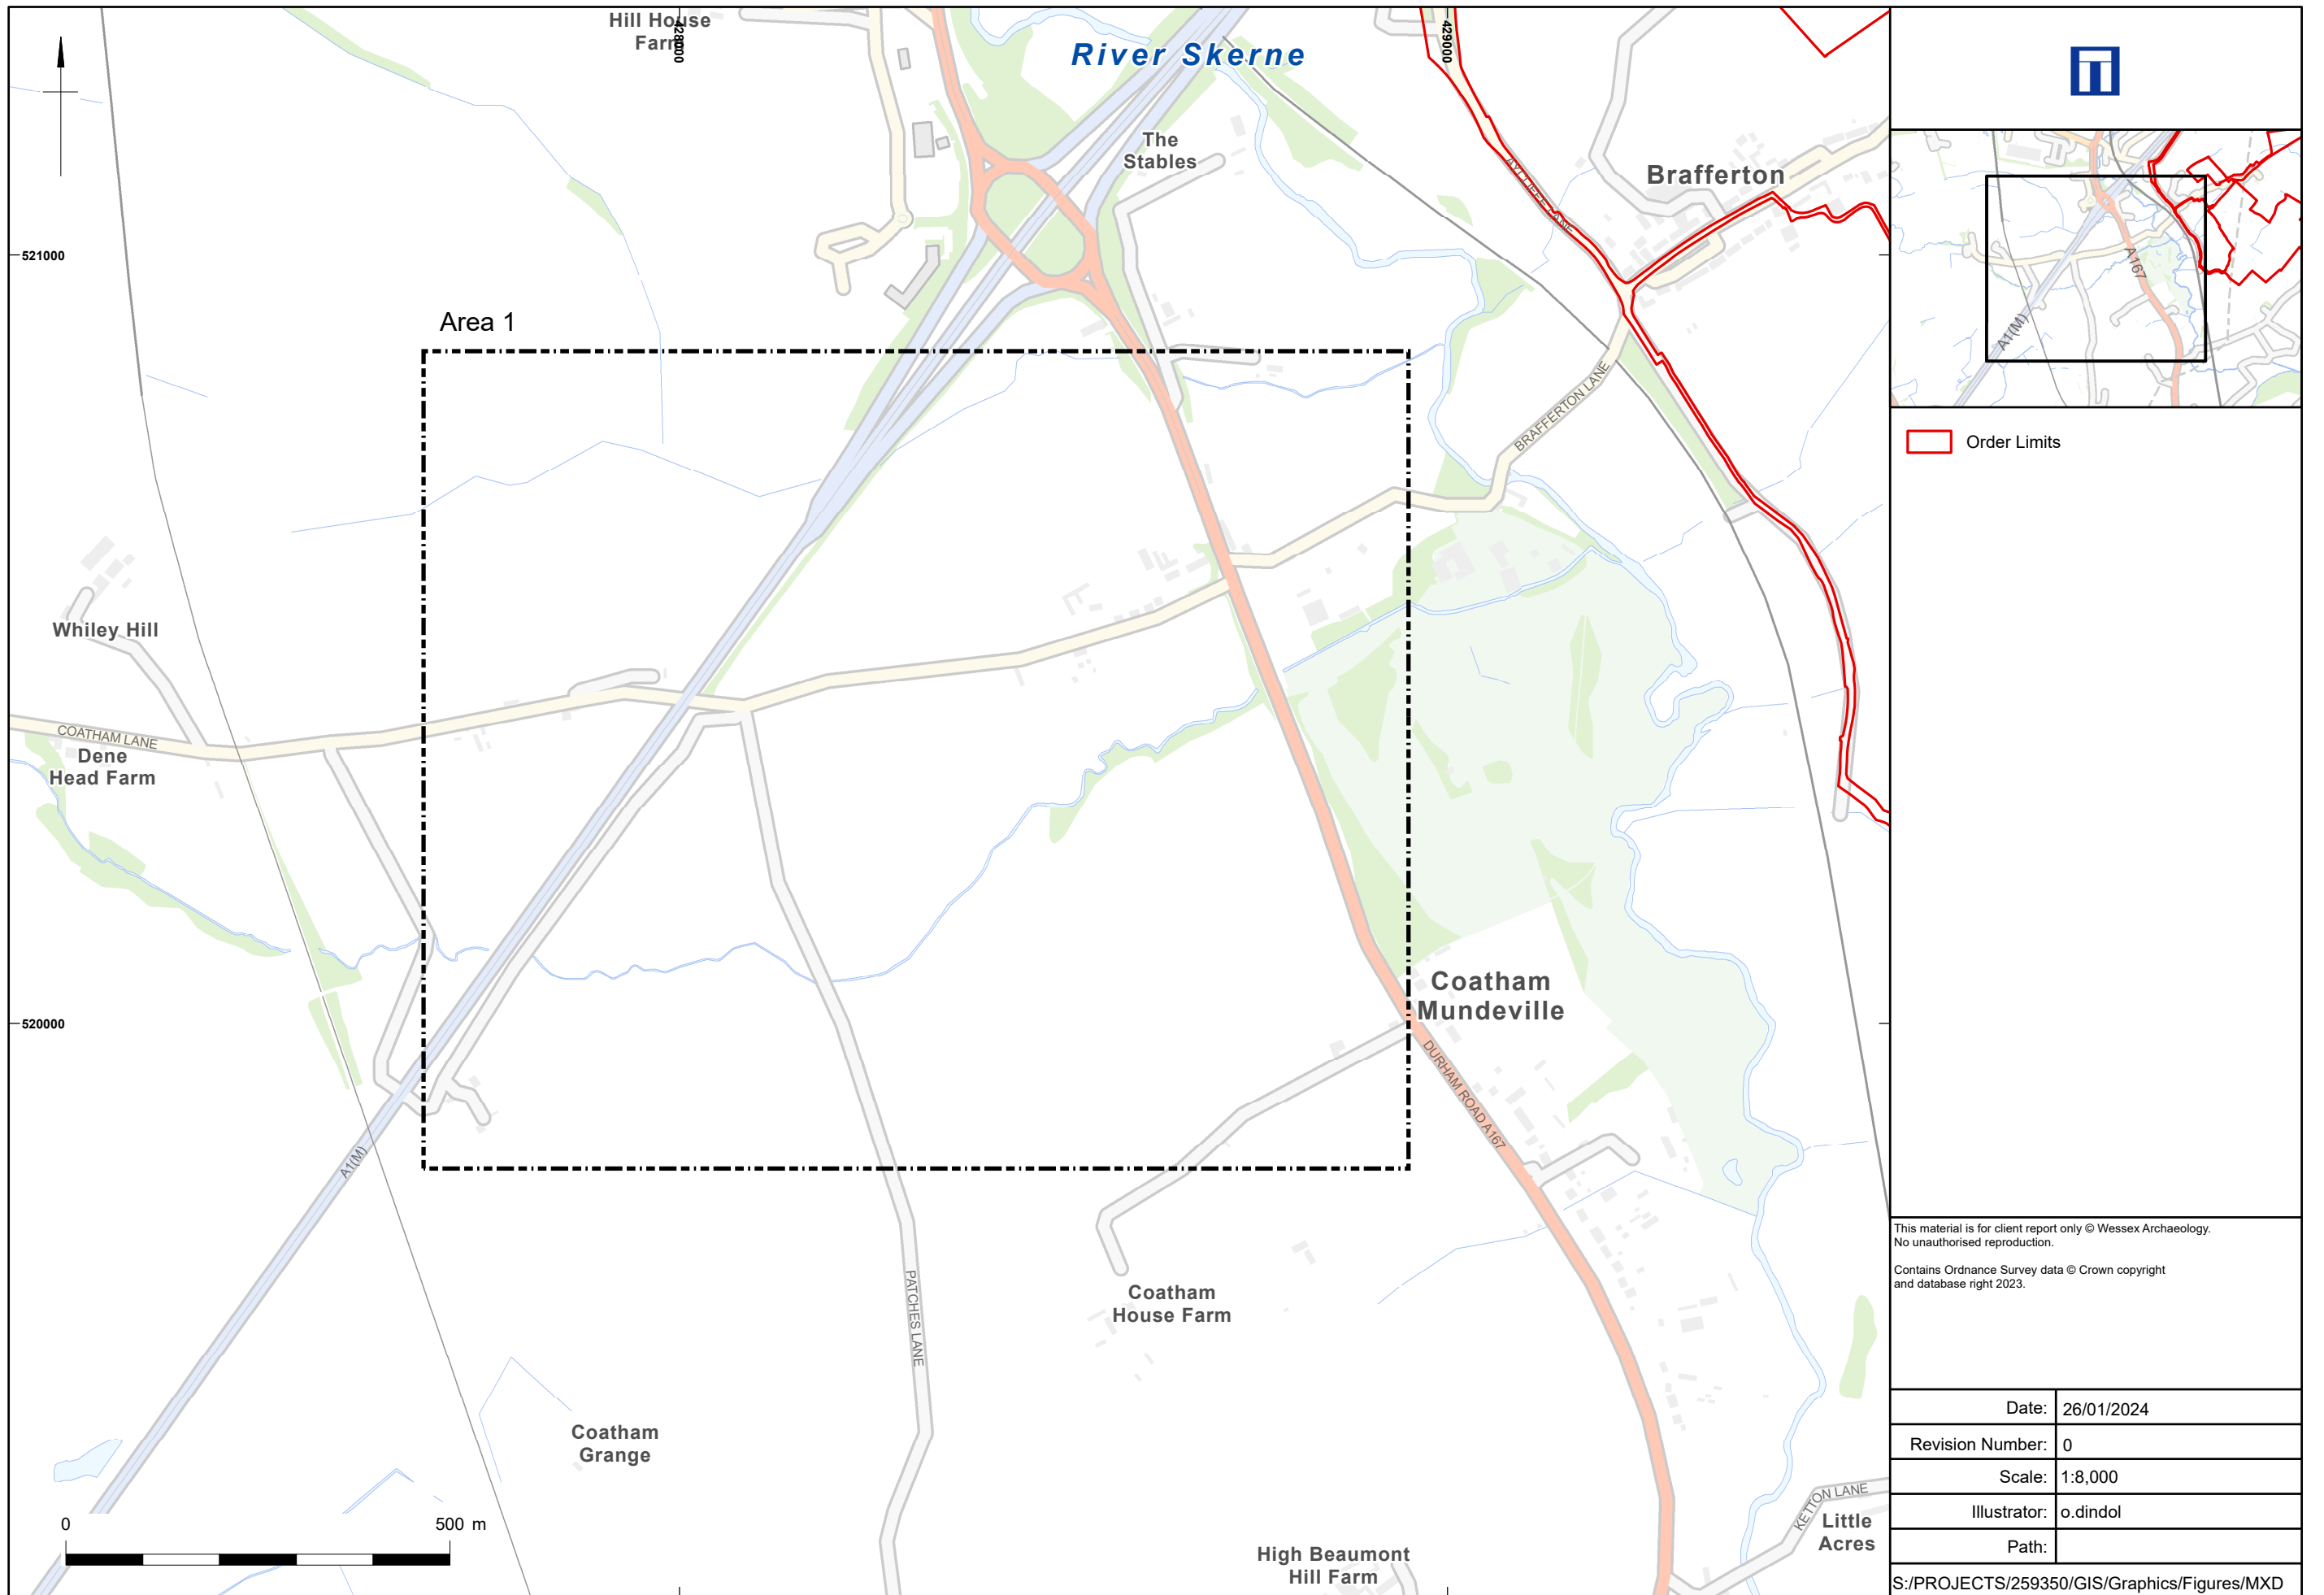 Hill House
Farm
428000
River Skerne
429000
The
Stables
AYCLIFFE LANE
Brafferton
521000
Area 1
BRAFFERTON LANE
Whiley Hill
COATHAM LANE
Dene
Head Farm
Coatham
Mundeville
520000
DURHAM ROAD A167
A1(M)
PATCHES LANE
Coatham
House Farm
Coatham
Grange
0
500 m
High Beaumont
Hill Farm
KETTON LANE
Little
Acres
A167
A1(M)
Order Limits
This material is for client report only © Wessex Archaeology.
No unauthorised reproduction.
Contains Ordnance Survey data © Crown copyright
and database right 2023.
Date: 26/01/2024
Revision Number: 0
Scale: 1:8,000
Illustrator: o.dindol
Path:
S:/PROJECTS/259350/GIS/Graphics/Figures/MXD